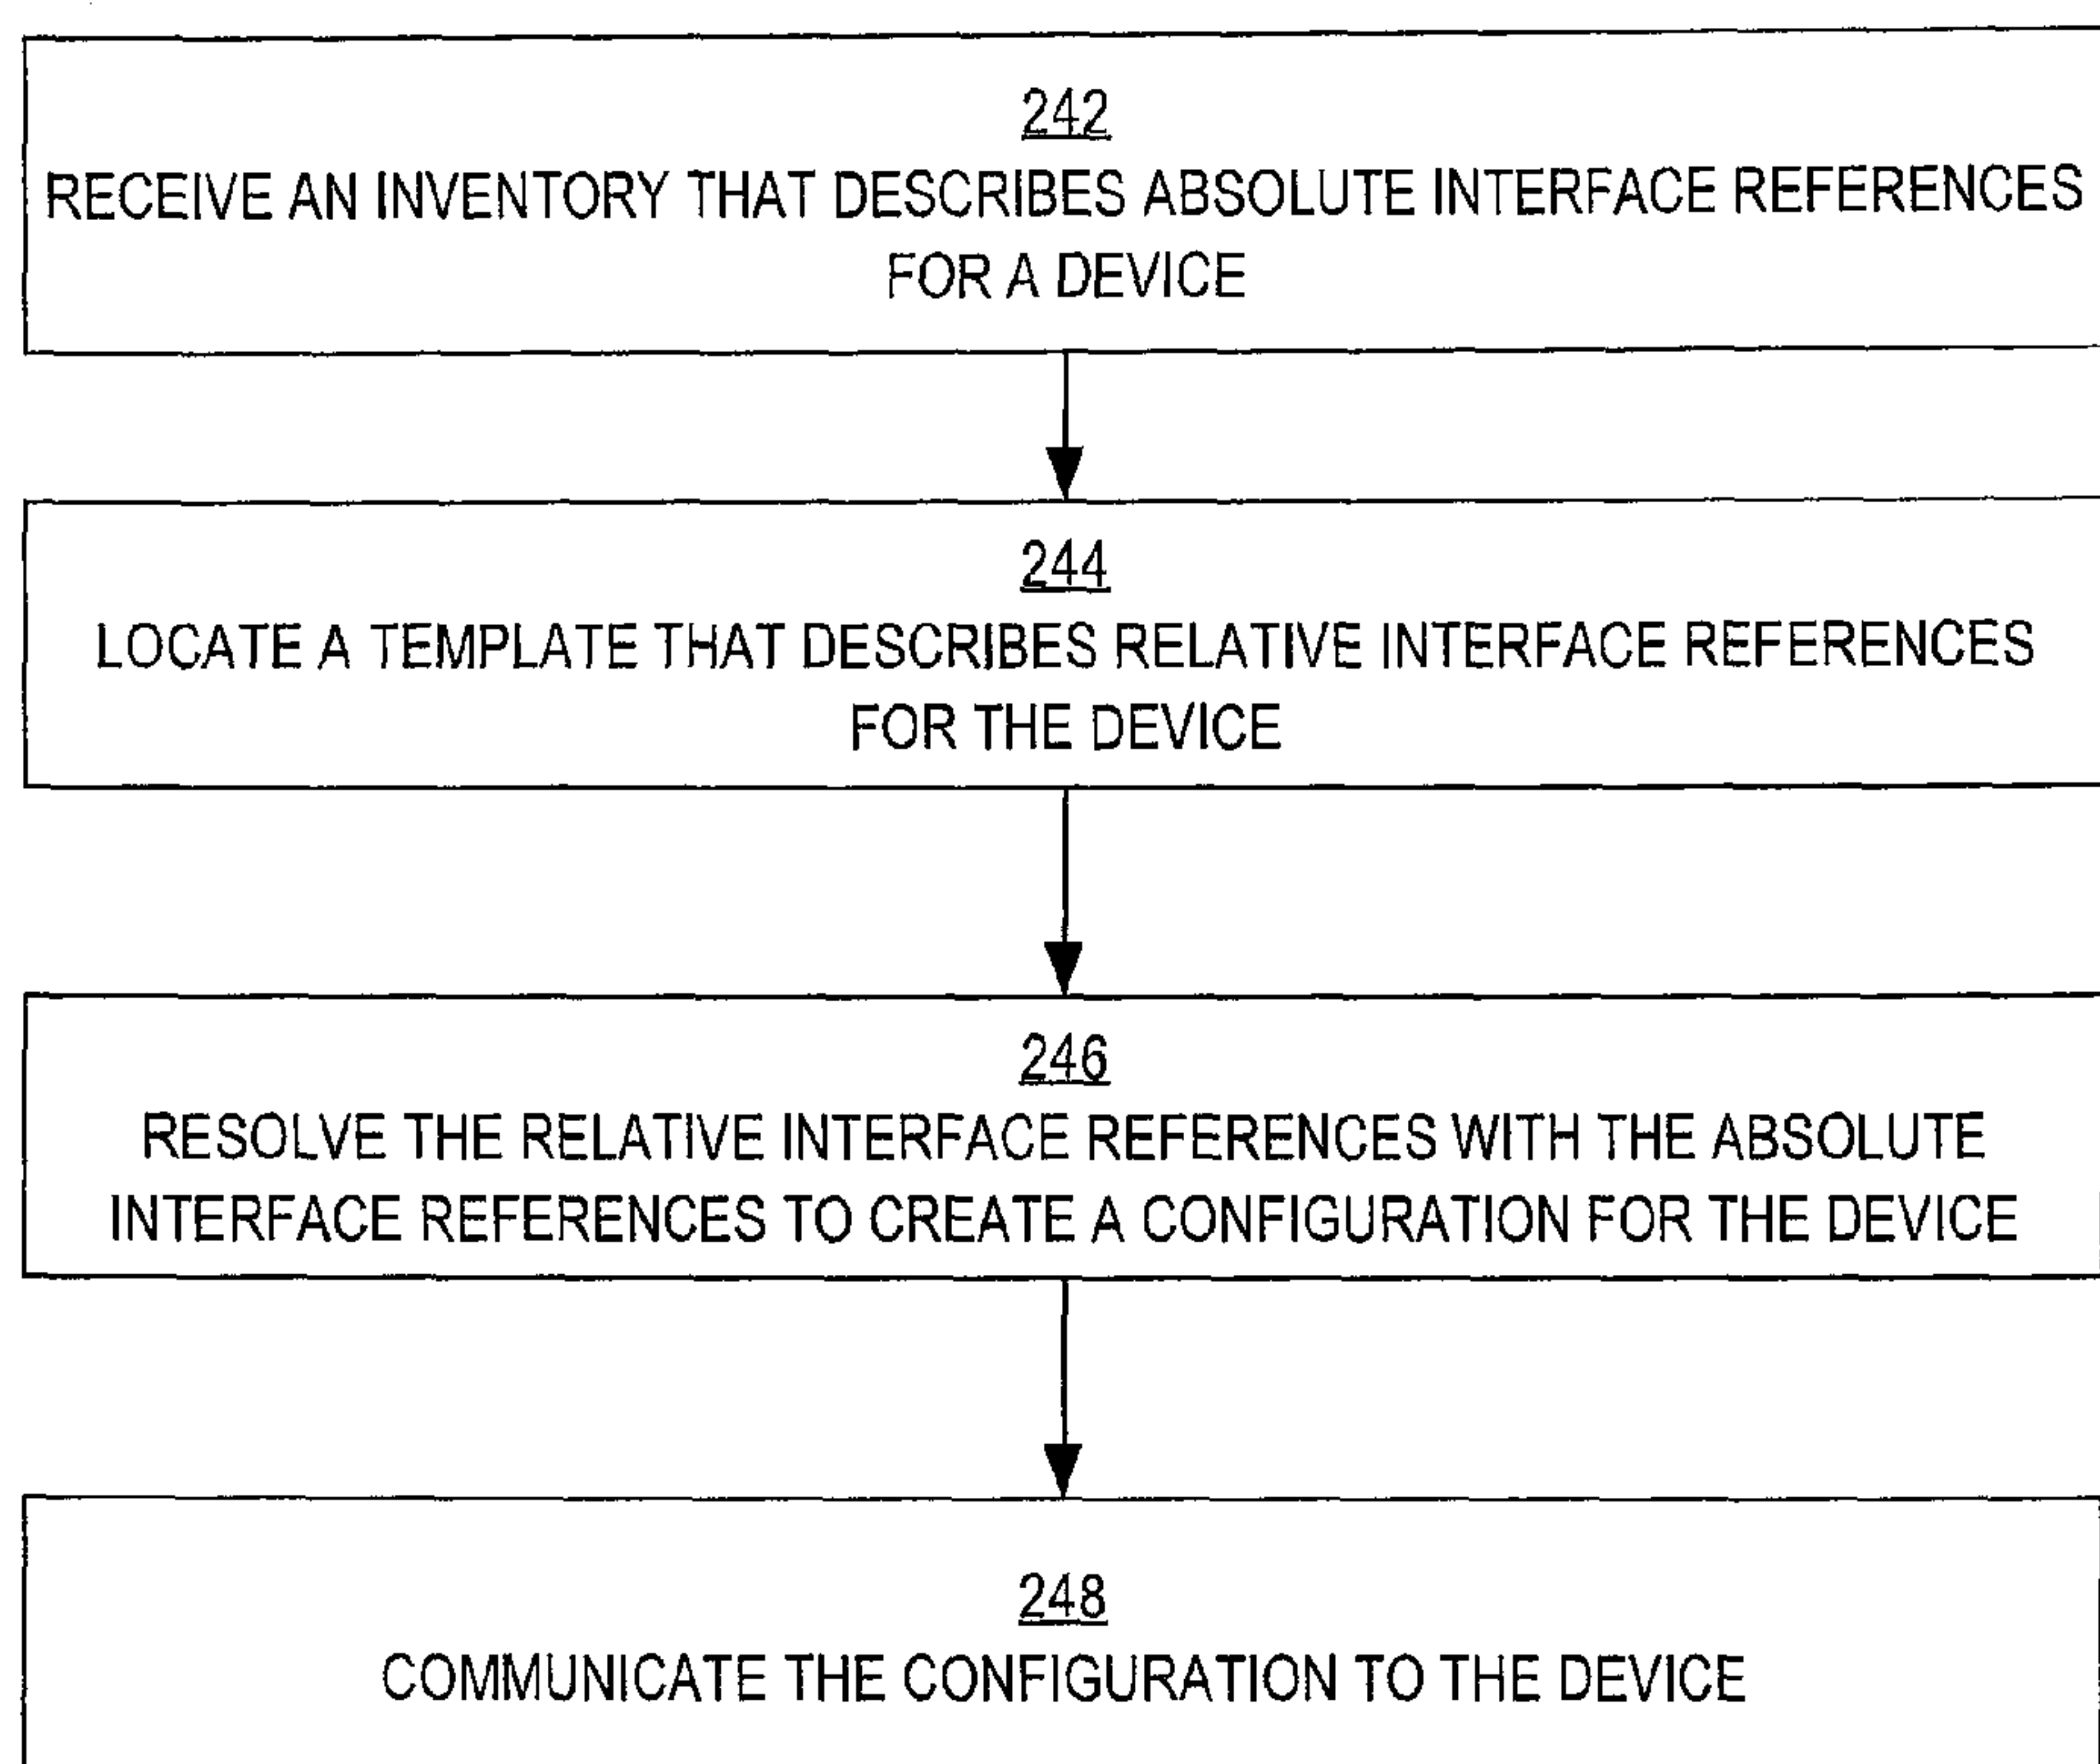 242
RECEIVE AN INVENTORY THAT DESCRIBES ABSOLUTE INTERFACE REFERENCES
FOR A DEVICE
244
LOCATE A TEMPLATE THAT DESCRIBES RELATIVE INTERFACE REFERENCES
FOR THE DEVICE
246
RESOLVE THE RELATIVE INTERFACE REFERENCES WITH THE ABSOLUTE
INTERFACE REFERENCES TO CREATE A CONFIGURATION FOR THE DEVICE
248
COMMUNICATE THE CONFIGURATION TO THE DEVICE